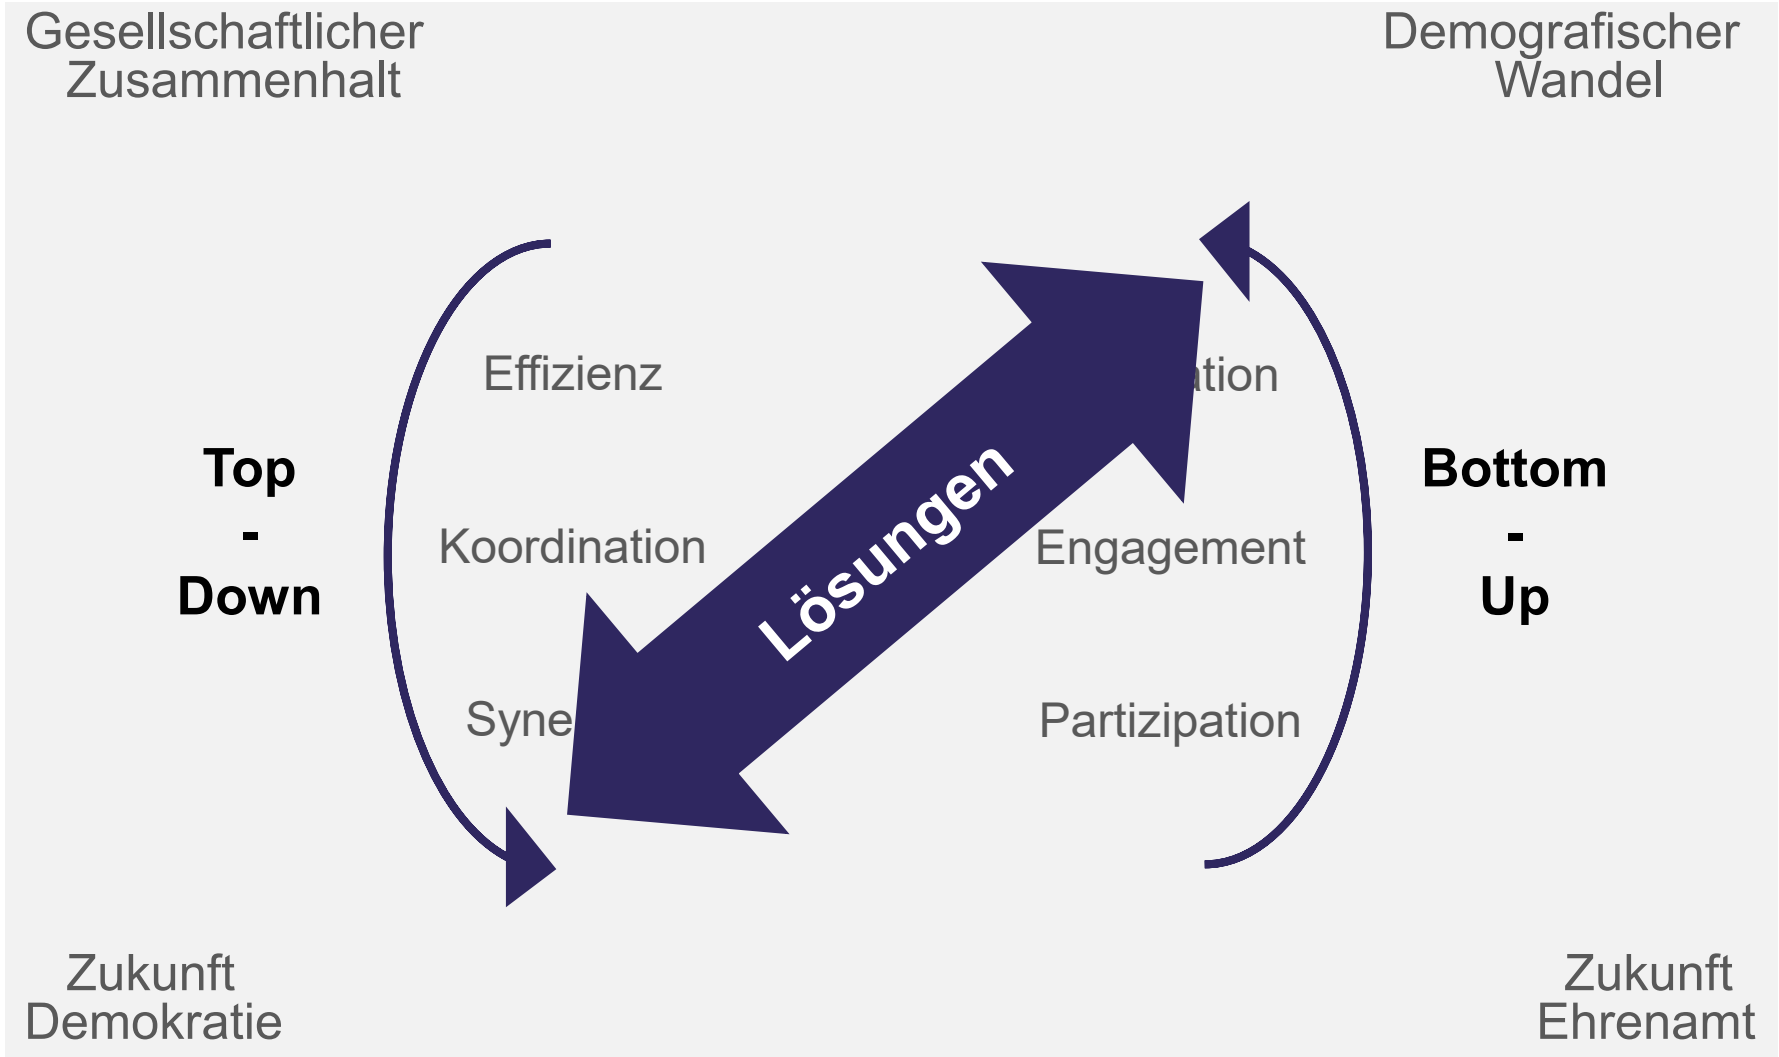 Gesellschaftlicher
Zusammenhalt
Demografischer
Wandel
Top
-
Down
Effizienz
Koordination
Lösungen
Engagement
Partizipation
Bottom
-
Up
Zukunft
Demokratie
Zukunft
Ehrenamt